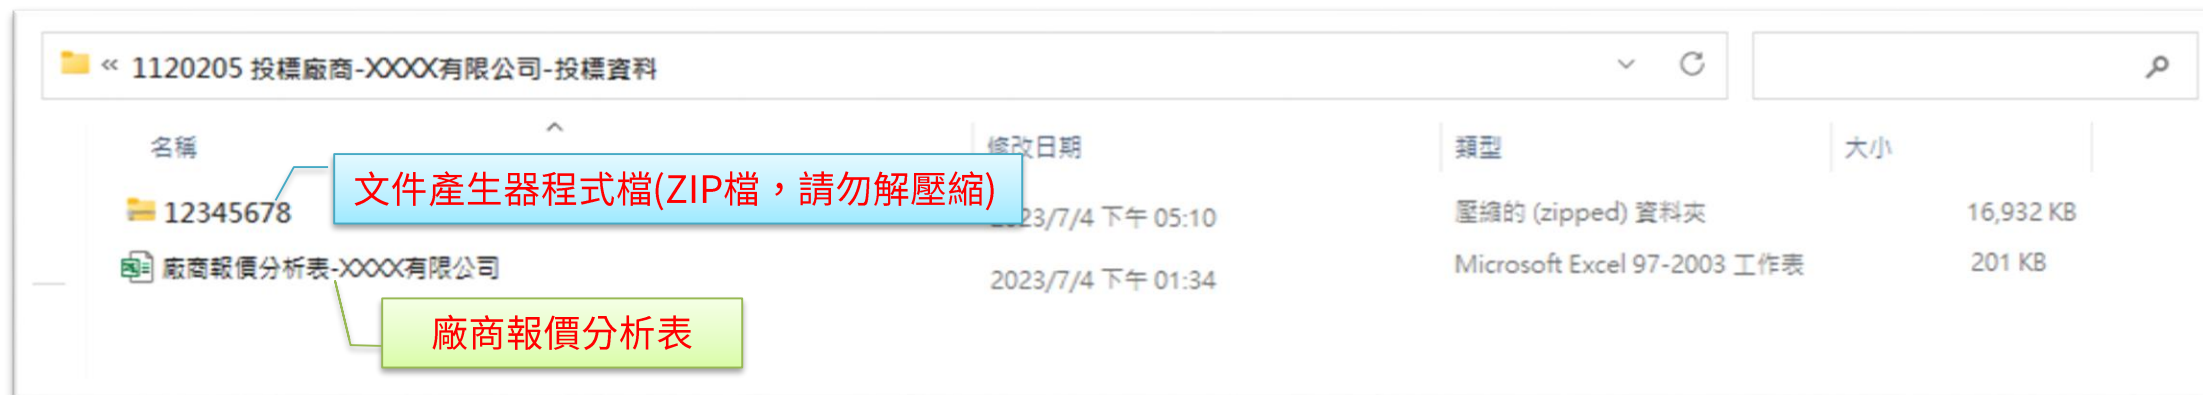 « 1120205 投標廠商-XXXX有限公司-投標資料
名稱 修改日期 類型 大小
文件產生器程式檔(ZIP檔，請勿解壓縮)
12345678 2023/7/4 下午 05:10 壓縮的 (zipped) 資料夾 16,932 KB
廠商報價分析表-XXXX有限公司 2023/7/4 下午 01:34 Microsoft Excel 97-2003 工作表 201 KB
廠商報價分析表